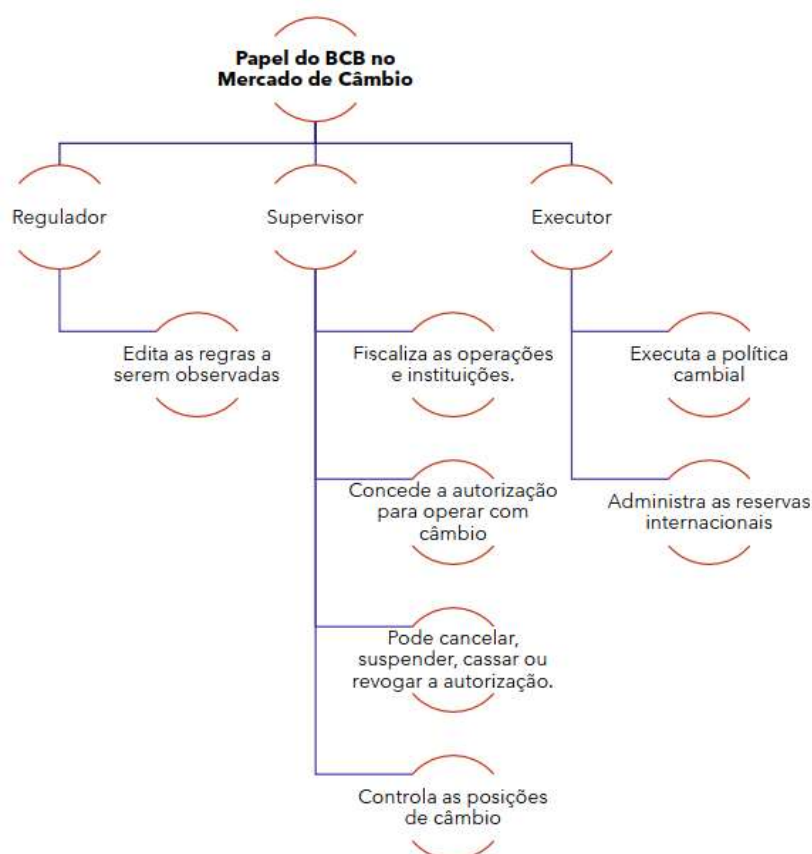 Papel do BCB no
Mercado de Câmbio
Regulador
Supervisor
Executor
Edita as regras a
serem observadas
Fiscaliza as operações
e instituições.
Executa a política
cambial
Concede a autorização
para operar com
câmbio
Administra as reservas
internacionais
Pode cancelar,
suspender, cassar ou
revogar a autorização.
Controla as posições
de câmbio